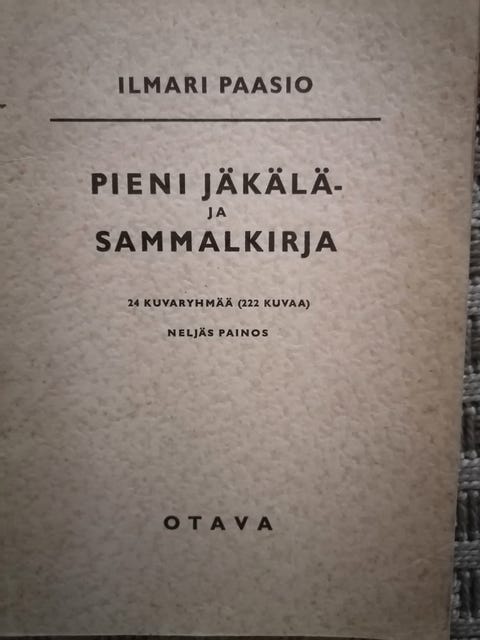 ILMARI PAASIO
PIENI JÄKÄLÄ-
JA
SAMMALKIRJA
24 KUVARYHMÄÄ (222 KUVAA)
NELJÄS PAINOS
OTAVA